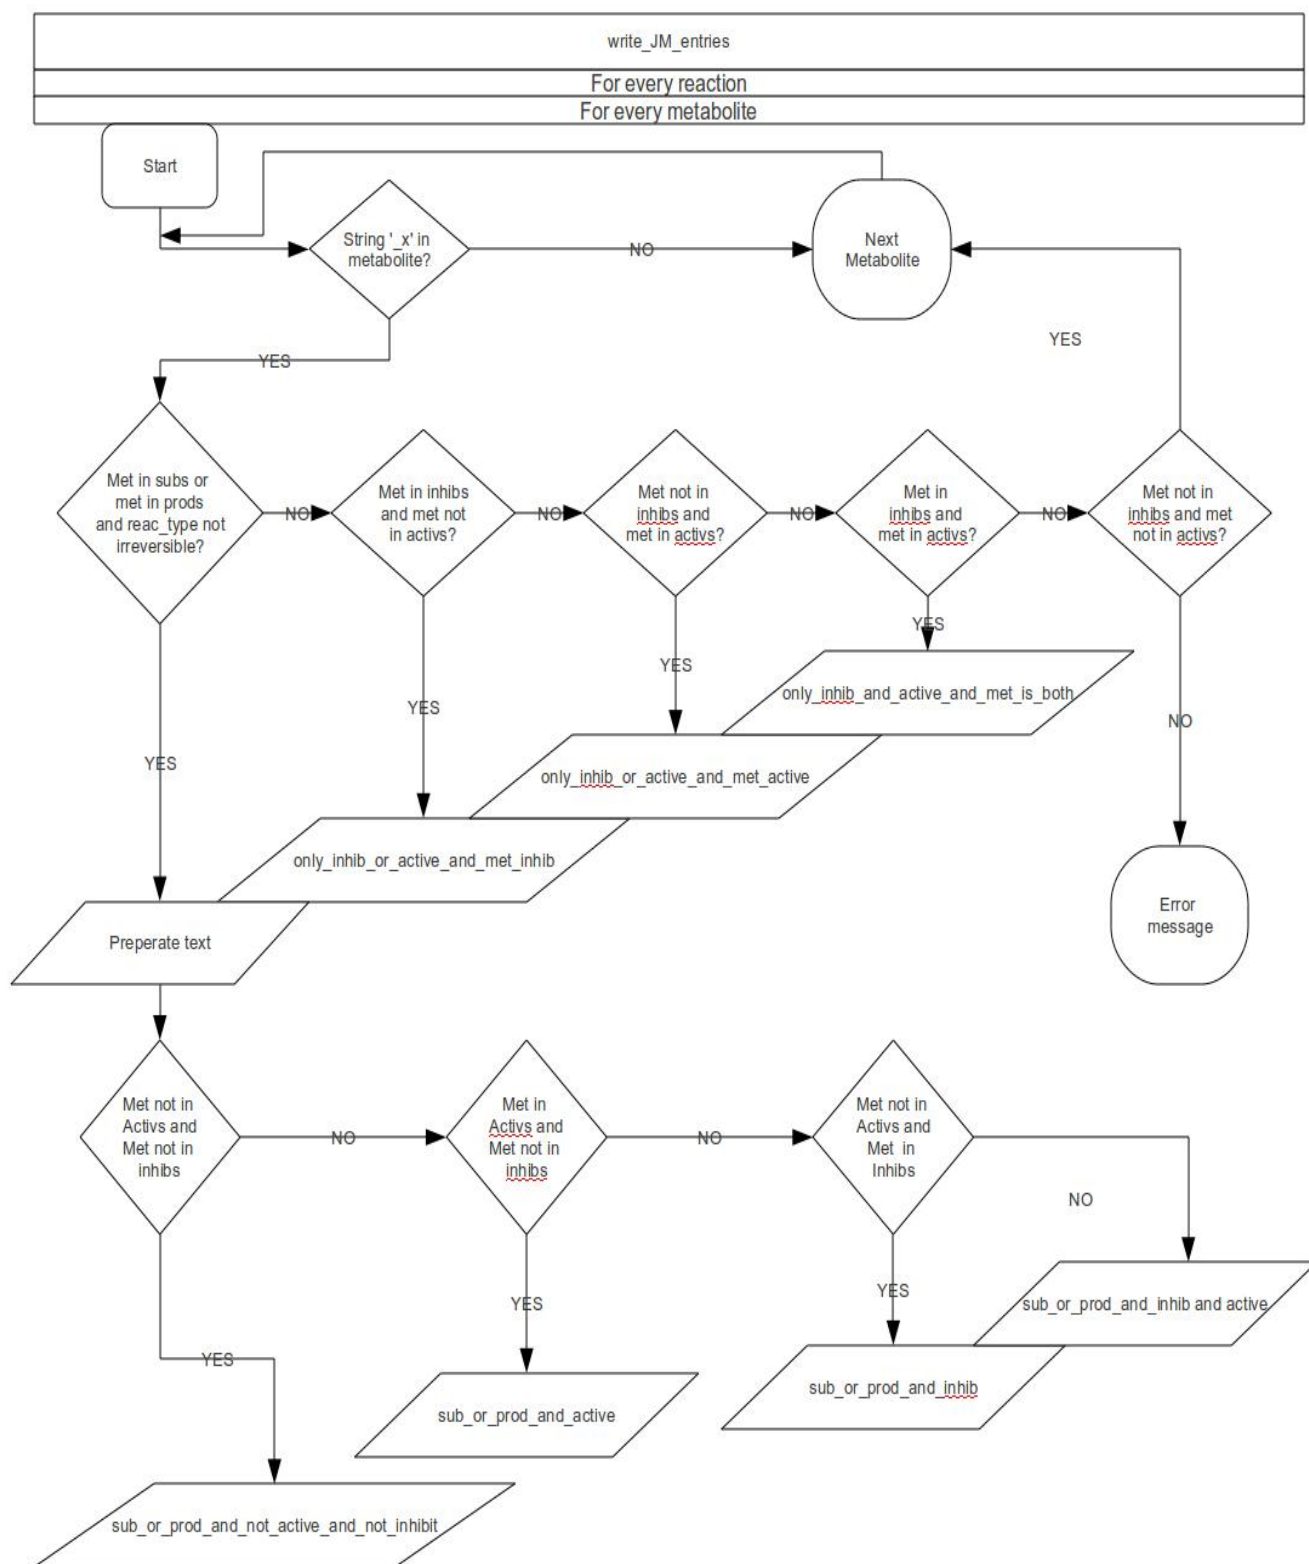 write_JM_entries
For every reaction
For every metabolite
Start
String '_x' in
metabolite?
NO
Next
Metabolite
YES
YES
Met in subs or
met in prods
and reac_type not
irreversible?
NO
Met in inhibs
and met not
in activs?
NO
Met not in
inhibs and
met in activs?
NO
Met in
inhibs and
met in activs?
NO
Met not in
inhibs and met
not in activs?
YES
YES
YES
YES
NO
only_inhib_and_active_and_met_is_both
only_inhib_or_active_and_met_active
only_inhib_or_active_and_met_inhib
Error
message
Preperate text
Met not in
Activs and
Met not in
inhibs
NO
Met in
Activs and
Met not in
inhibs
NO
Met not in
Activs and
Met in
Inhibs
NO
YES
YES
YES
sub_or_prod_and_inhib and active
sub_or_prod_and_inhib
sub_or_prod_and_active
sub_or_prod_and_not_active_and_not_inhibit